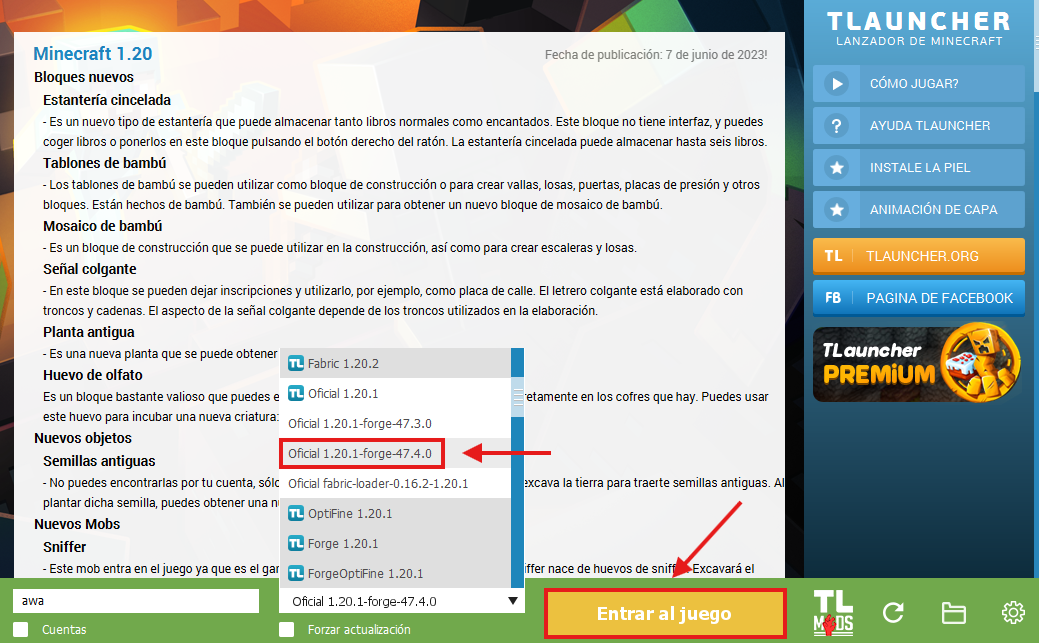 Minecraft 1.20
Fecha de publicación: 7 de junio de 2023!
Bloques nuevos
Estantería cincelada
- Es un nuevo tipo de estantería que puede almacenar tanto libros normales como encantados. Este bloque no tiene interfaz, y puedes
coger libros o ponerlos en este bloque pulsando el botón derecho del ratón. La estantería cincelada puede almacenar hasta seis libros.
Tablones de bambú
- Los tablones de bambú se pueden utilizar como bloque de construcción o para crear vallas, losas, puertas, placas de presión y otros
bloques. Están hechos de bambú. También se pueden utilizar para obtener un nuevo bloque de mosaico de bambú.
Mosaico de bambú
- Es un bloque de construcción que se puede utilizar en la construcción, así como para crear escaleras y losas.
Señal colgante
- En este bloque se pueden dejar inscripciones y utilizarlo, por ejemplo, como placa de calle. El letrero colgante está elaborado con
troncos y cadenas. El aspecto de la señal colgante depende de los troncos utilizados en la elaboración.
Planta antigua
- Es una nueva planta que se puede obtener
Huevo de olfato
Es un bloque bastante valioso que puedes e
retamente en los cofres que hay. Puedes usar
este huevo para incubar una nueva criatura:
Nuevos objetos
Semillas antiguas
- No puedes encontrarlas por tu cuenta, sólo
excava la tierra para traerte semillas antiguas. Al
plantar dicha semilla, puedes obtener una nu
Nuevos Mobs
Sniffer
- Este mob entra en el juego ya que es el gan
iffer nace de huevos de sniffer. Excavará el
TL Fabric 1.20.2
TL Oficial 1.20.1
Oficial 1.20.1-forge-47.3.0
Oficial 1.20.1-forge-47.4.0
Oficial fabric-loader-0.16.2-1.20.1
TL OptiFine 1.20.1
TL Forge 1.20.1
TL ForgeOptiFine 1.20.1
awa
Oficial 1.20.1-forge-47.4.0
Entrar al juego
Cuentas
Forzar actualización
TLAUNCHER
LANZADOR DE MINECRAFT
CÓMO JUGAR?
? AYUDA TLAUNCHER
INSTALE LA PIEL
ANIMACIÓN DE CAPA
TL TLAUNCHER.ORG
FB PAGINA DE FACEBOOK
TLauncher
PREMIUM
TL
MODS